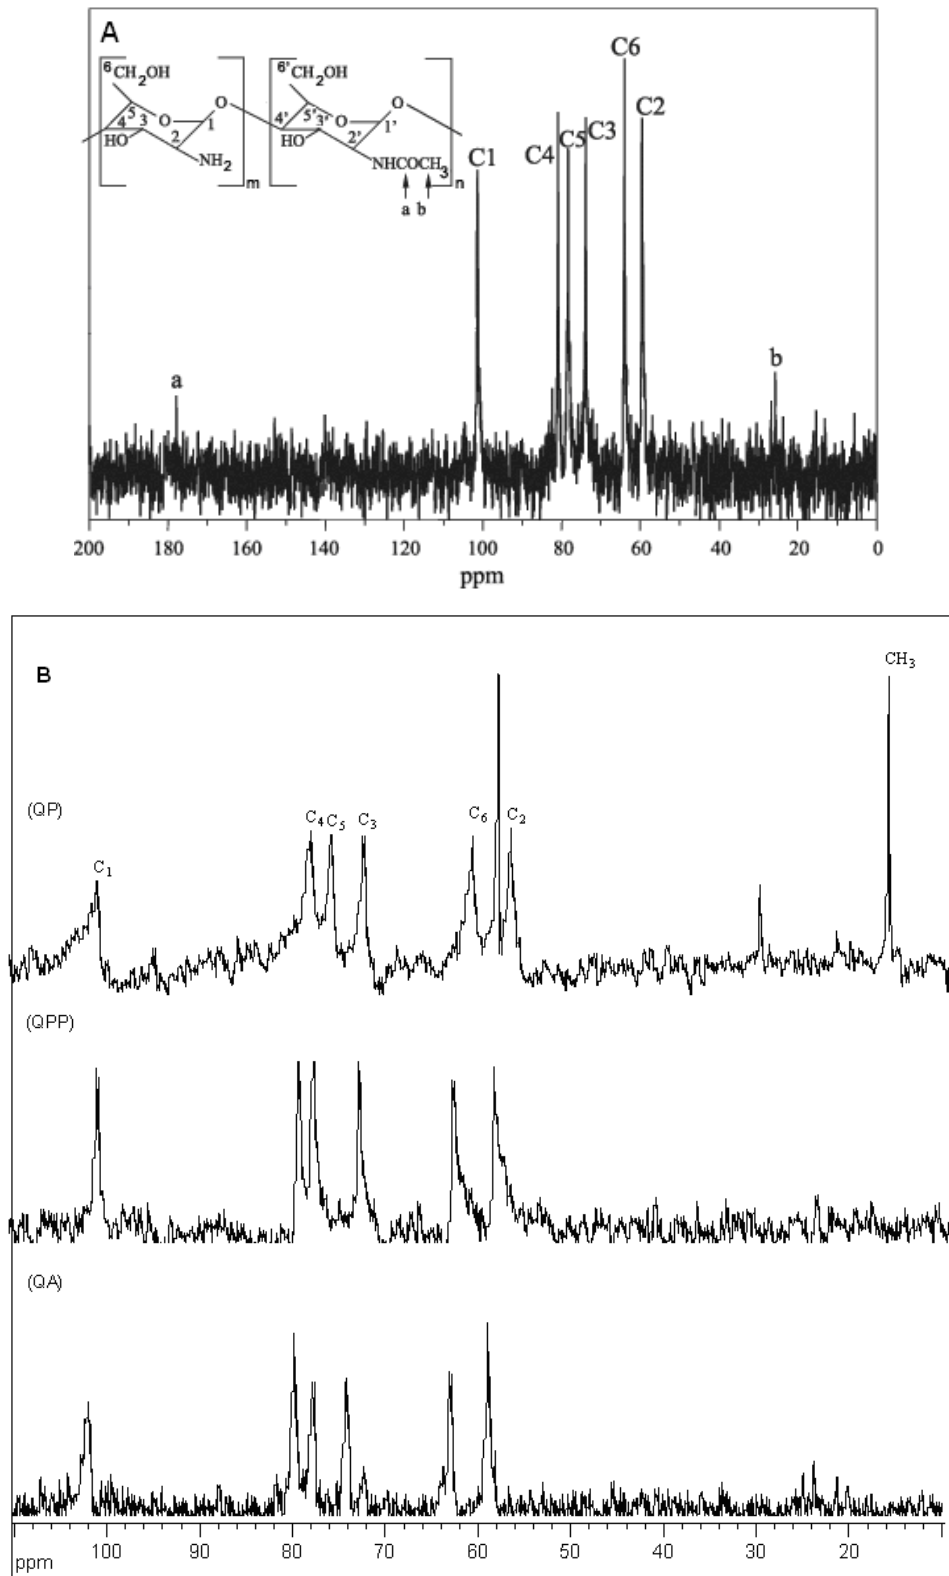 A
6CH2OH
6'CH2OH
O
O
5
O
5'
O
4
3
1
4'
3'
1'
HO
2
HO
2'
NH2
NHCOCH3
m
n
a b
C1
C4
C5
C3
C6
C2
a
b
200 180 160 140 120 100 80 60 40 20 0
ppm
B
CH3
(QP)
C1
C4 C5 C3
C6 C2
(QPP)
(QA)
ppm 100 90 80 70 60 50 40 30 20